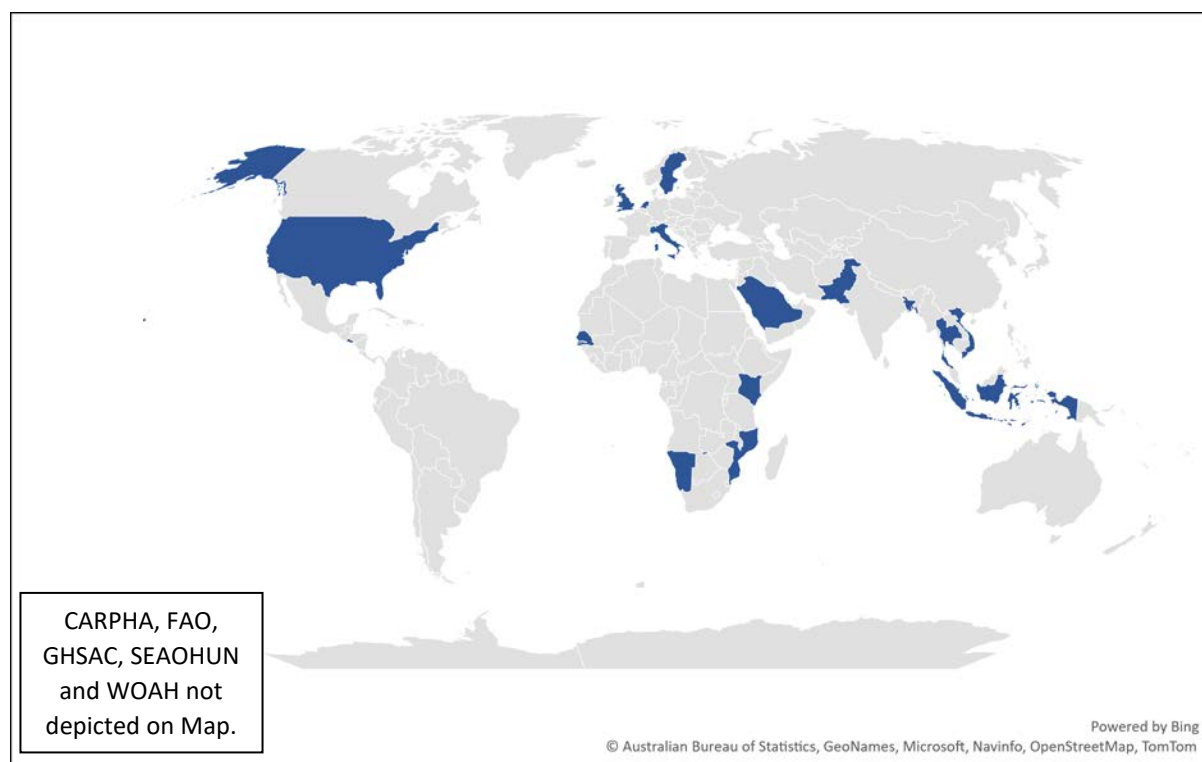 CARPHA, FAO,
GHSAC, SEAOHUN
and WOAH not
depicted on Map.
Powered by Bing
© Australian Bureau of Statistics, GeoNames, Microsoft, Navinfo, OpenStreetMap, TomTom